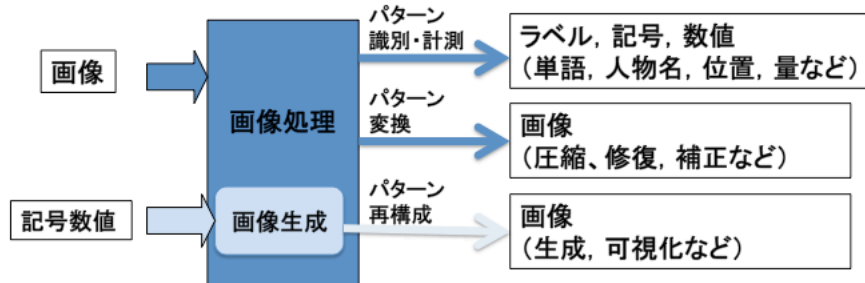 画像
記号数値
画像処理
画像生成
パターン
識別・計測
パターン
変換
パターン
再構成
ラベル, 記号, 数値
（単語, 人物名, 位置, 量など）
画像
（圧縮、修復, 補正など）
画像
（生成, 可視化など）